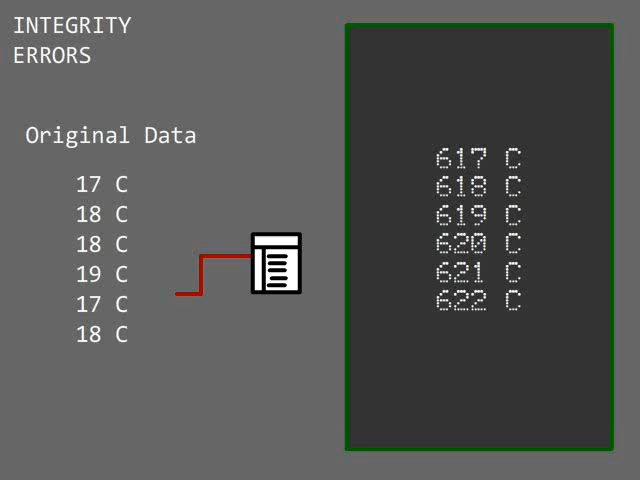 INTEGRITY
ERRORS
Original Data
17 C
18 C
18 C
19 C
17 C
18 C
617 C
618 C
619 C
620 C
621 C
622 C